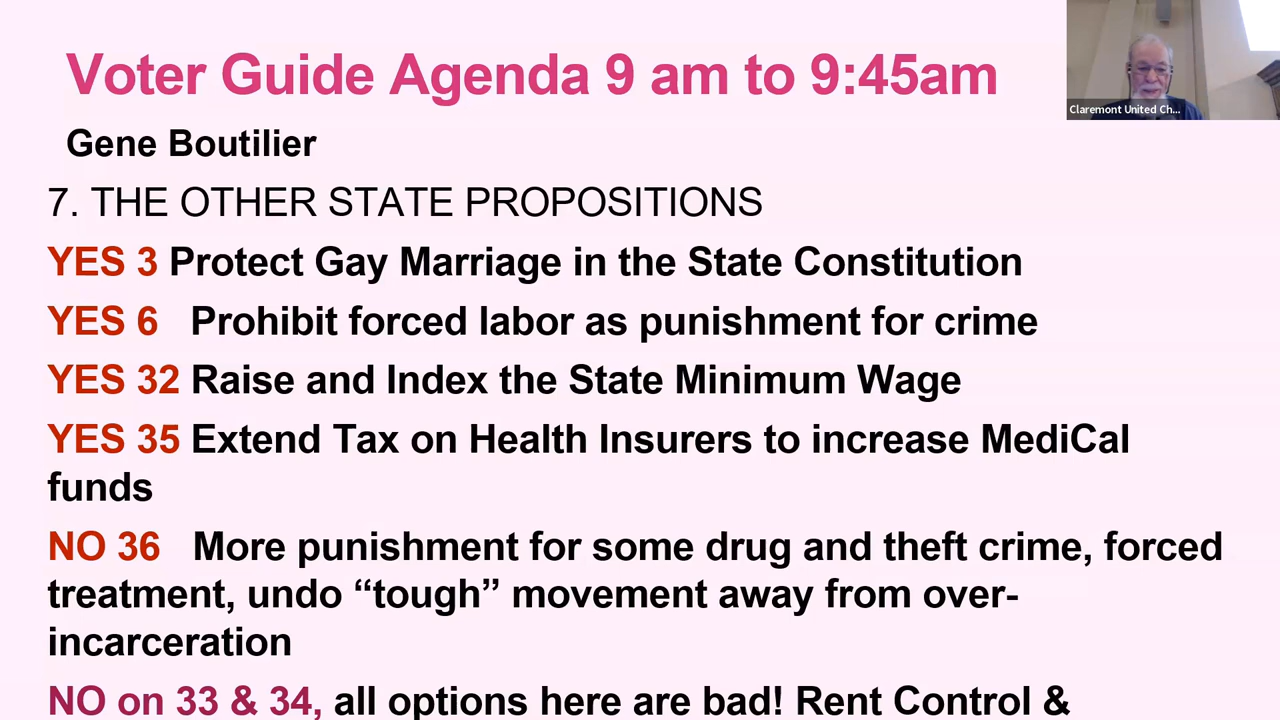 Voter Guide Agenda 9 am to 9:45am
Claremont United Ch...
Gene Boutilier
7. THE OTHER STATE PROPOSITIONS
YES 3 Protect Gay Marriage in the State Constitution
YES 6 Prohibit forced labor as punishment for crime
YES 32 Raise and Index the State Minimum Wage
YES 35 Extend Tax on Health Insurers to increase MediCal
funds
NO 36 More punishment for some drug and theft crime, forced
treatment, undo “tough” movement away from over-
incarceration
NO on 33 & 34, all options here are bad! Rent Control &